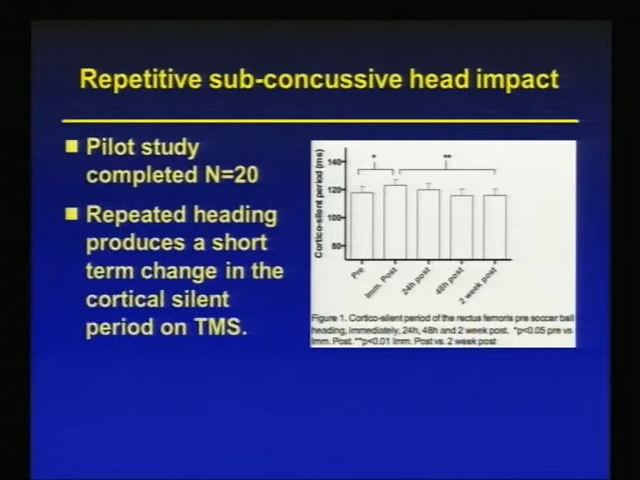 Repetitive sub-concussive head impact
Pilot study
completed N=20
Repeated heading
produces a short
term change in the
cortical silent
period on TMS.
Cortico-silent period (ms)
140
120
100
80
*
**
Pre
Imm. Post
24h post
48h post
2 week post
Figure 1. Cortico-silent period of the rectus femoris pre soccer ball
heading, immediately, 24h, 48h and 2 week post. *p<0.05 pre vs
Imm. Post. **p<0.01 Imm. Post vs. 2 week post